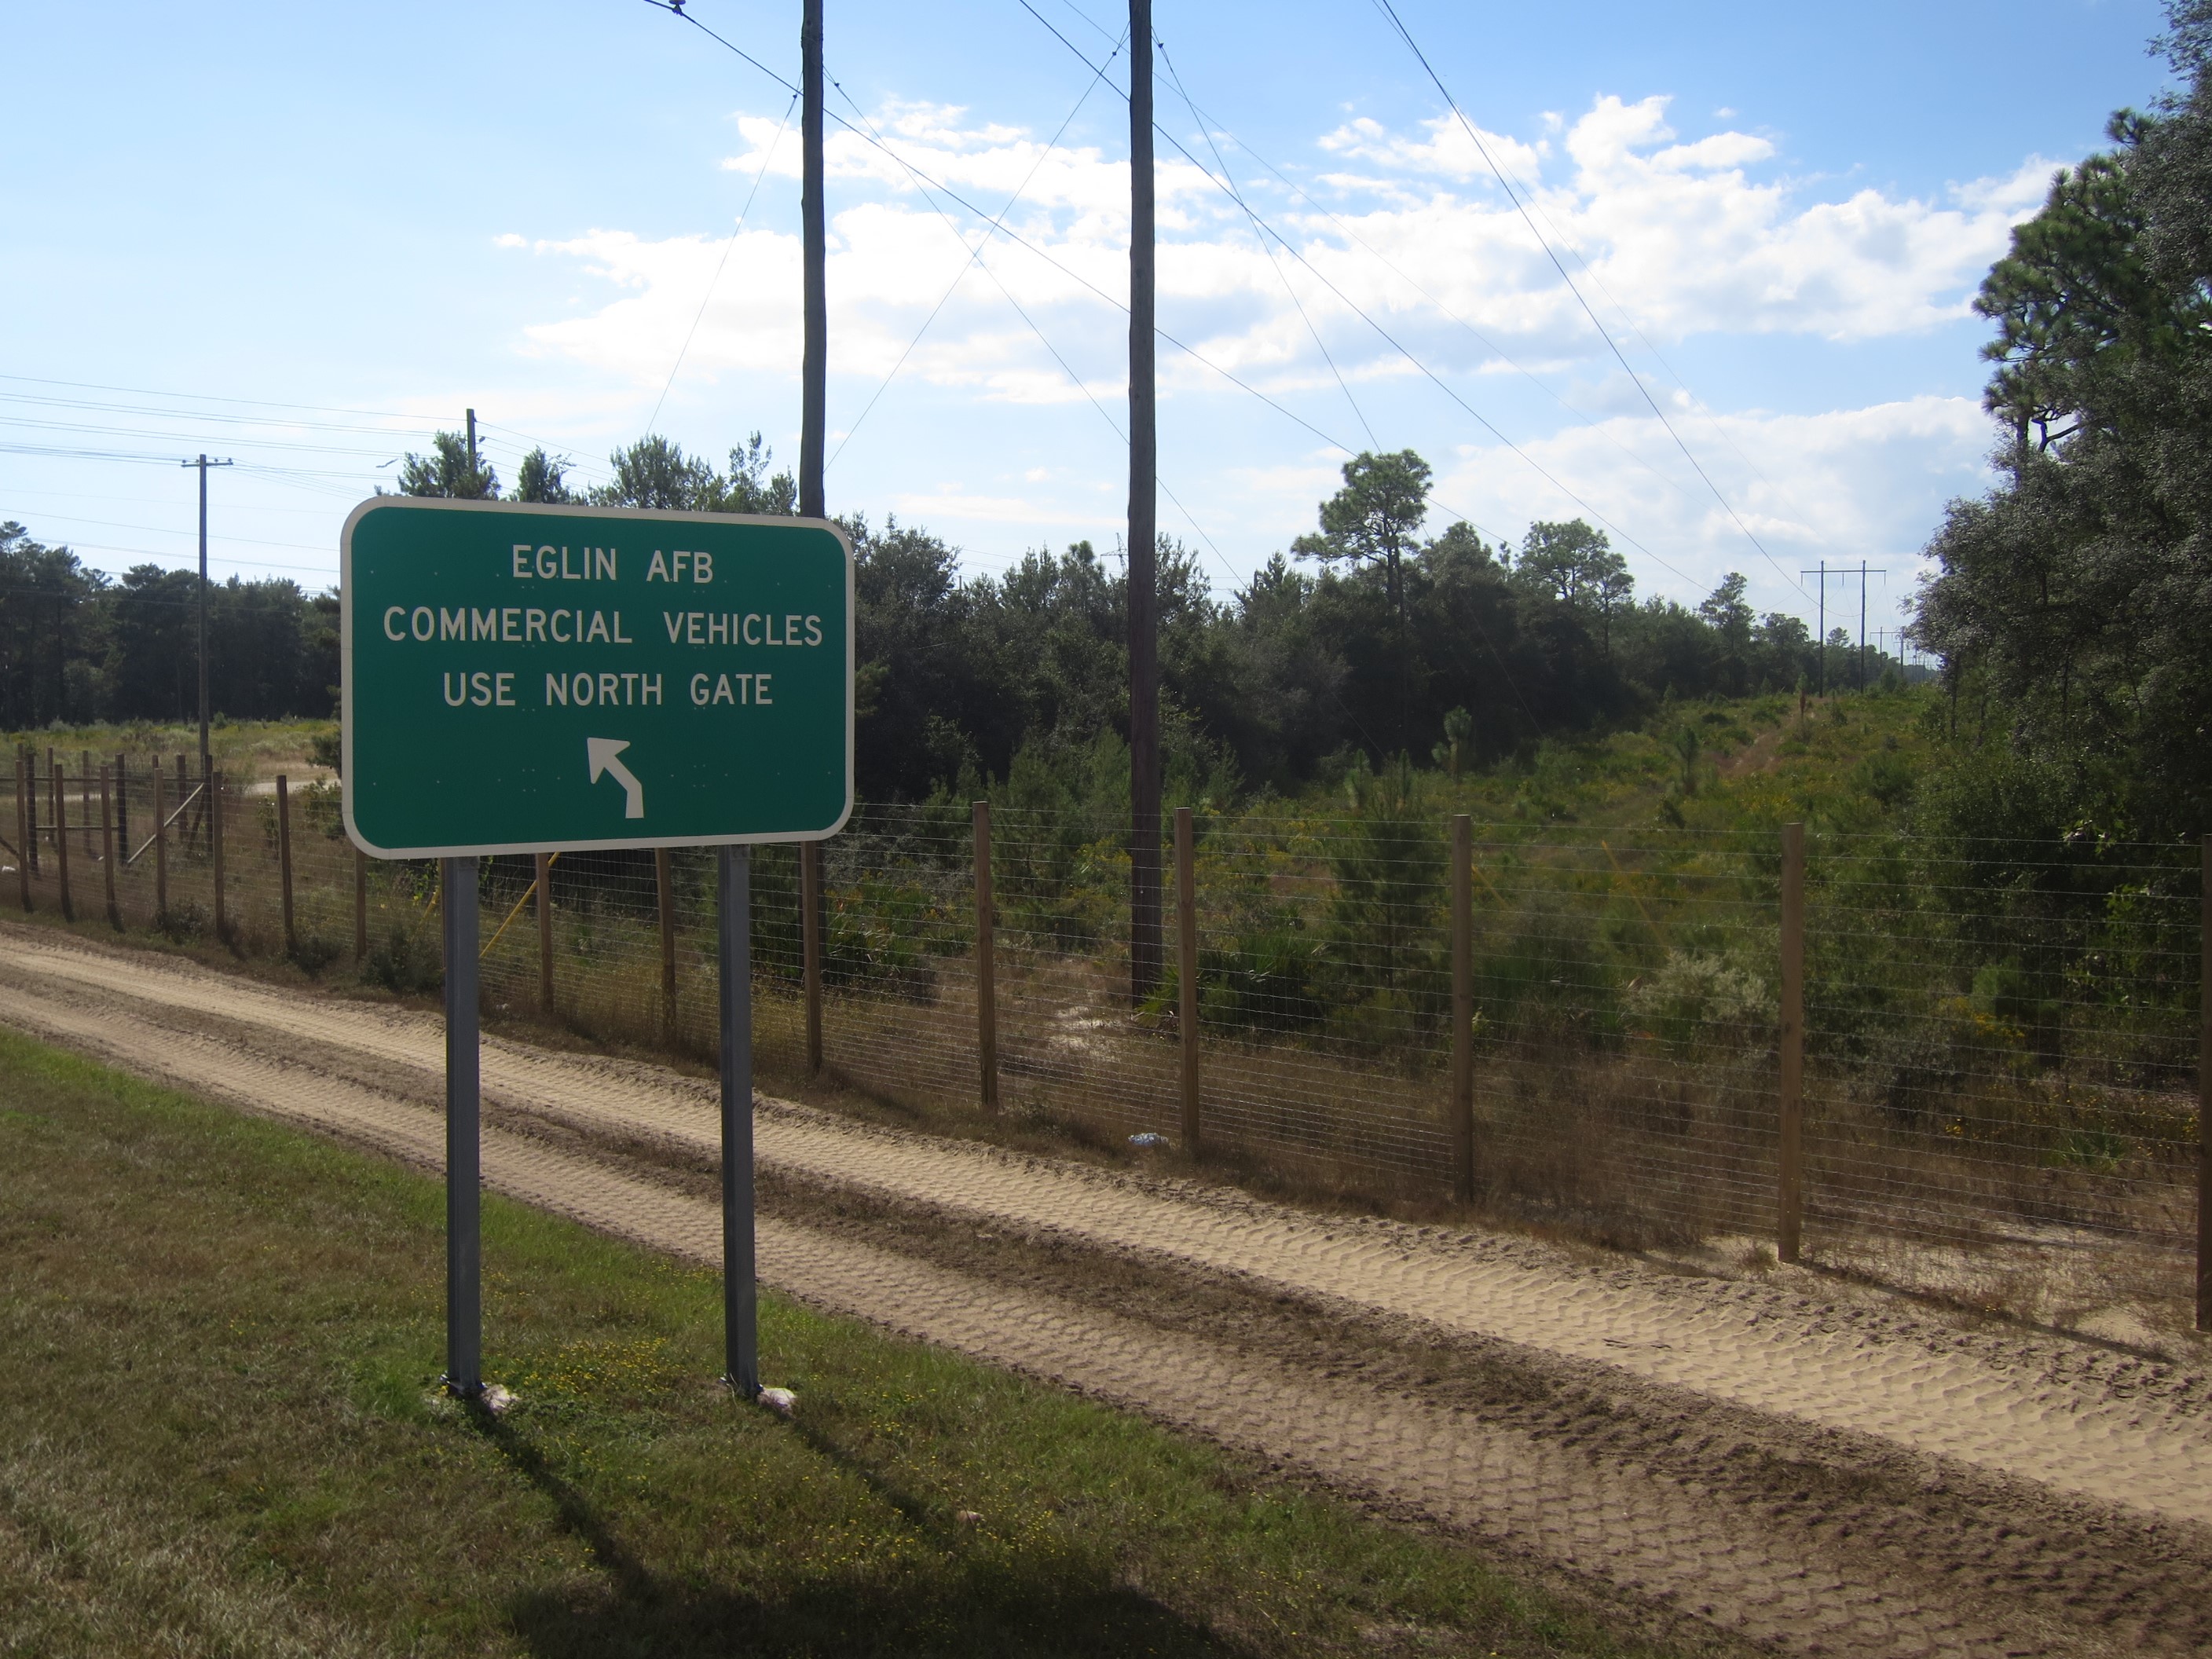 EGLIN AFB
COMMERCIAL VEHICLES
USE NORTH GATE